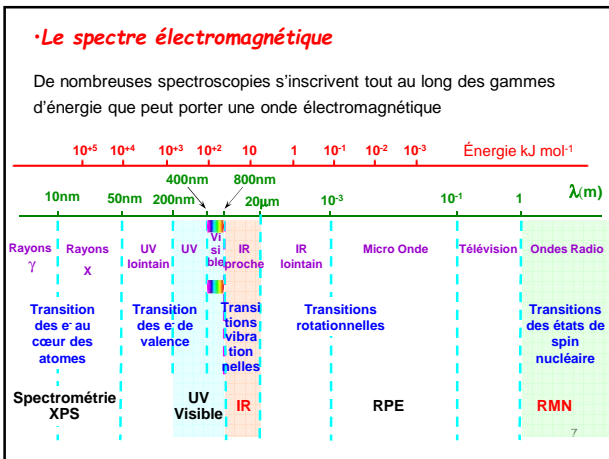 •Le spectre électromagnétique
De nombreuses spectroscopies s'inscrivent tout au long des gammes
d'énergie que peut porter une onde électromagnétique
10+5 10+4 10+3 10+2 10 1 10-1 10-2 10-3 Énergie kJ mol-1
400nm 800nm
10nm 50nm 200nm 20µm 10-3 10-1 1 λ(m)
Rayons γ
Rayons X
UV lointain
UV
Vi si ble
IR proche
IR lointain
Micro Onde
Télévision
Ondes Radio
Transition
des e- au
cœur des
atomes
Transition
des e- de
valence
Transi
tions
vibra
tion
nelles
Transitions
rotationnelles
Transitions
des états de
spin
nucléaire
Spectrométrie
XPS
UV
Visible
IR
RPE
RMN
7